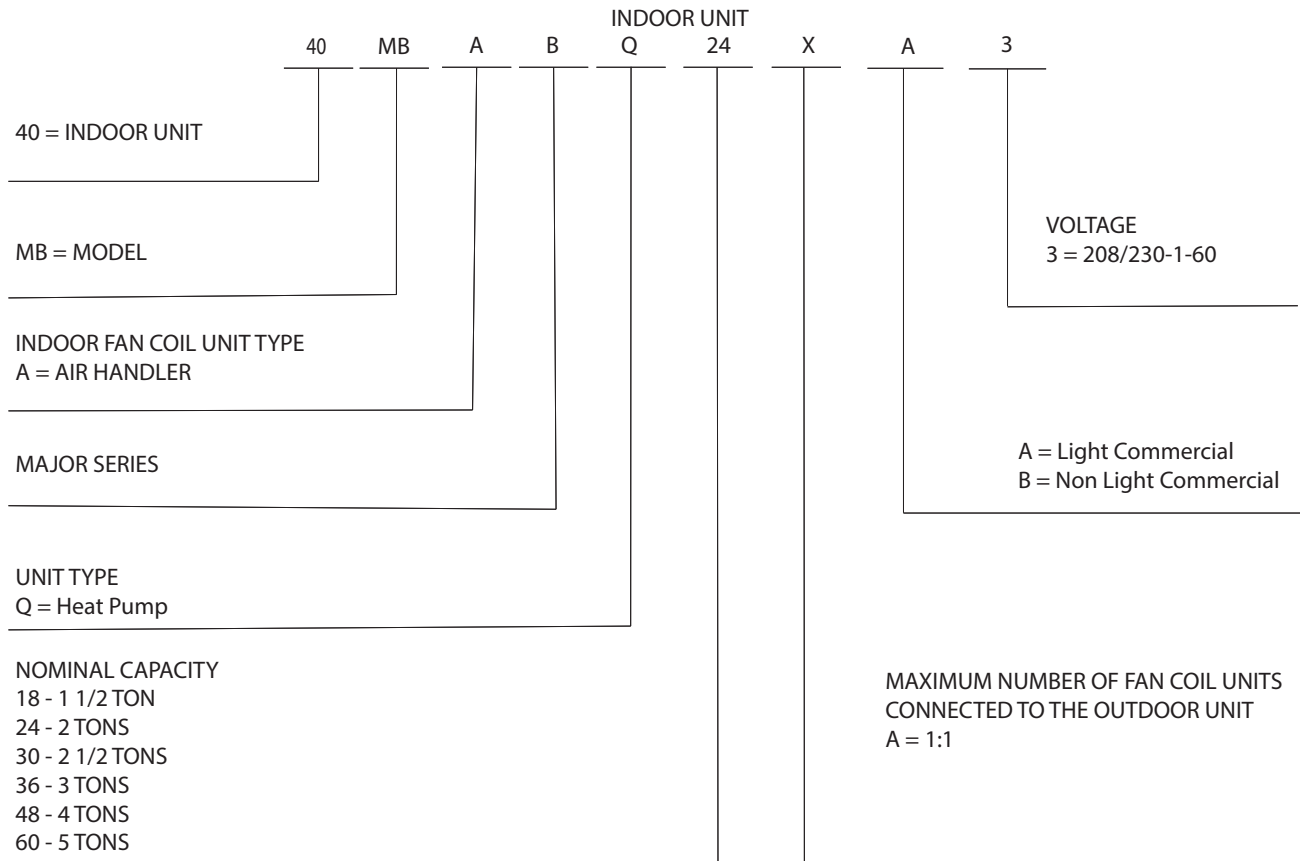 INDOOR UNIT
40 MB A B Q 24 X A 3
40 = INDOOR UNIT
MB = MODEL
INDOOR FAN COIL UNIT TYPE
A = AIR HANDLER
MAJOR SERIES
UNIT TYPE
Q = Heat Pump
NOMINAL CAPACITY
18 - 1 1/2 TON
24 - 2 TONS
30 - 2 1/2 TONS
36 - 3 TONS
48 - 4 TONS
60 - 5 TONS
VOLTAGE
3 = 208/230-1-60
A = Light Commercial
B = Non Light Commercial
MAXIMUM NUMBER OF FAN COIL UNITS
CONNECTED TO THE OUTDOOR UNIT
A = 1:1